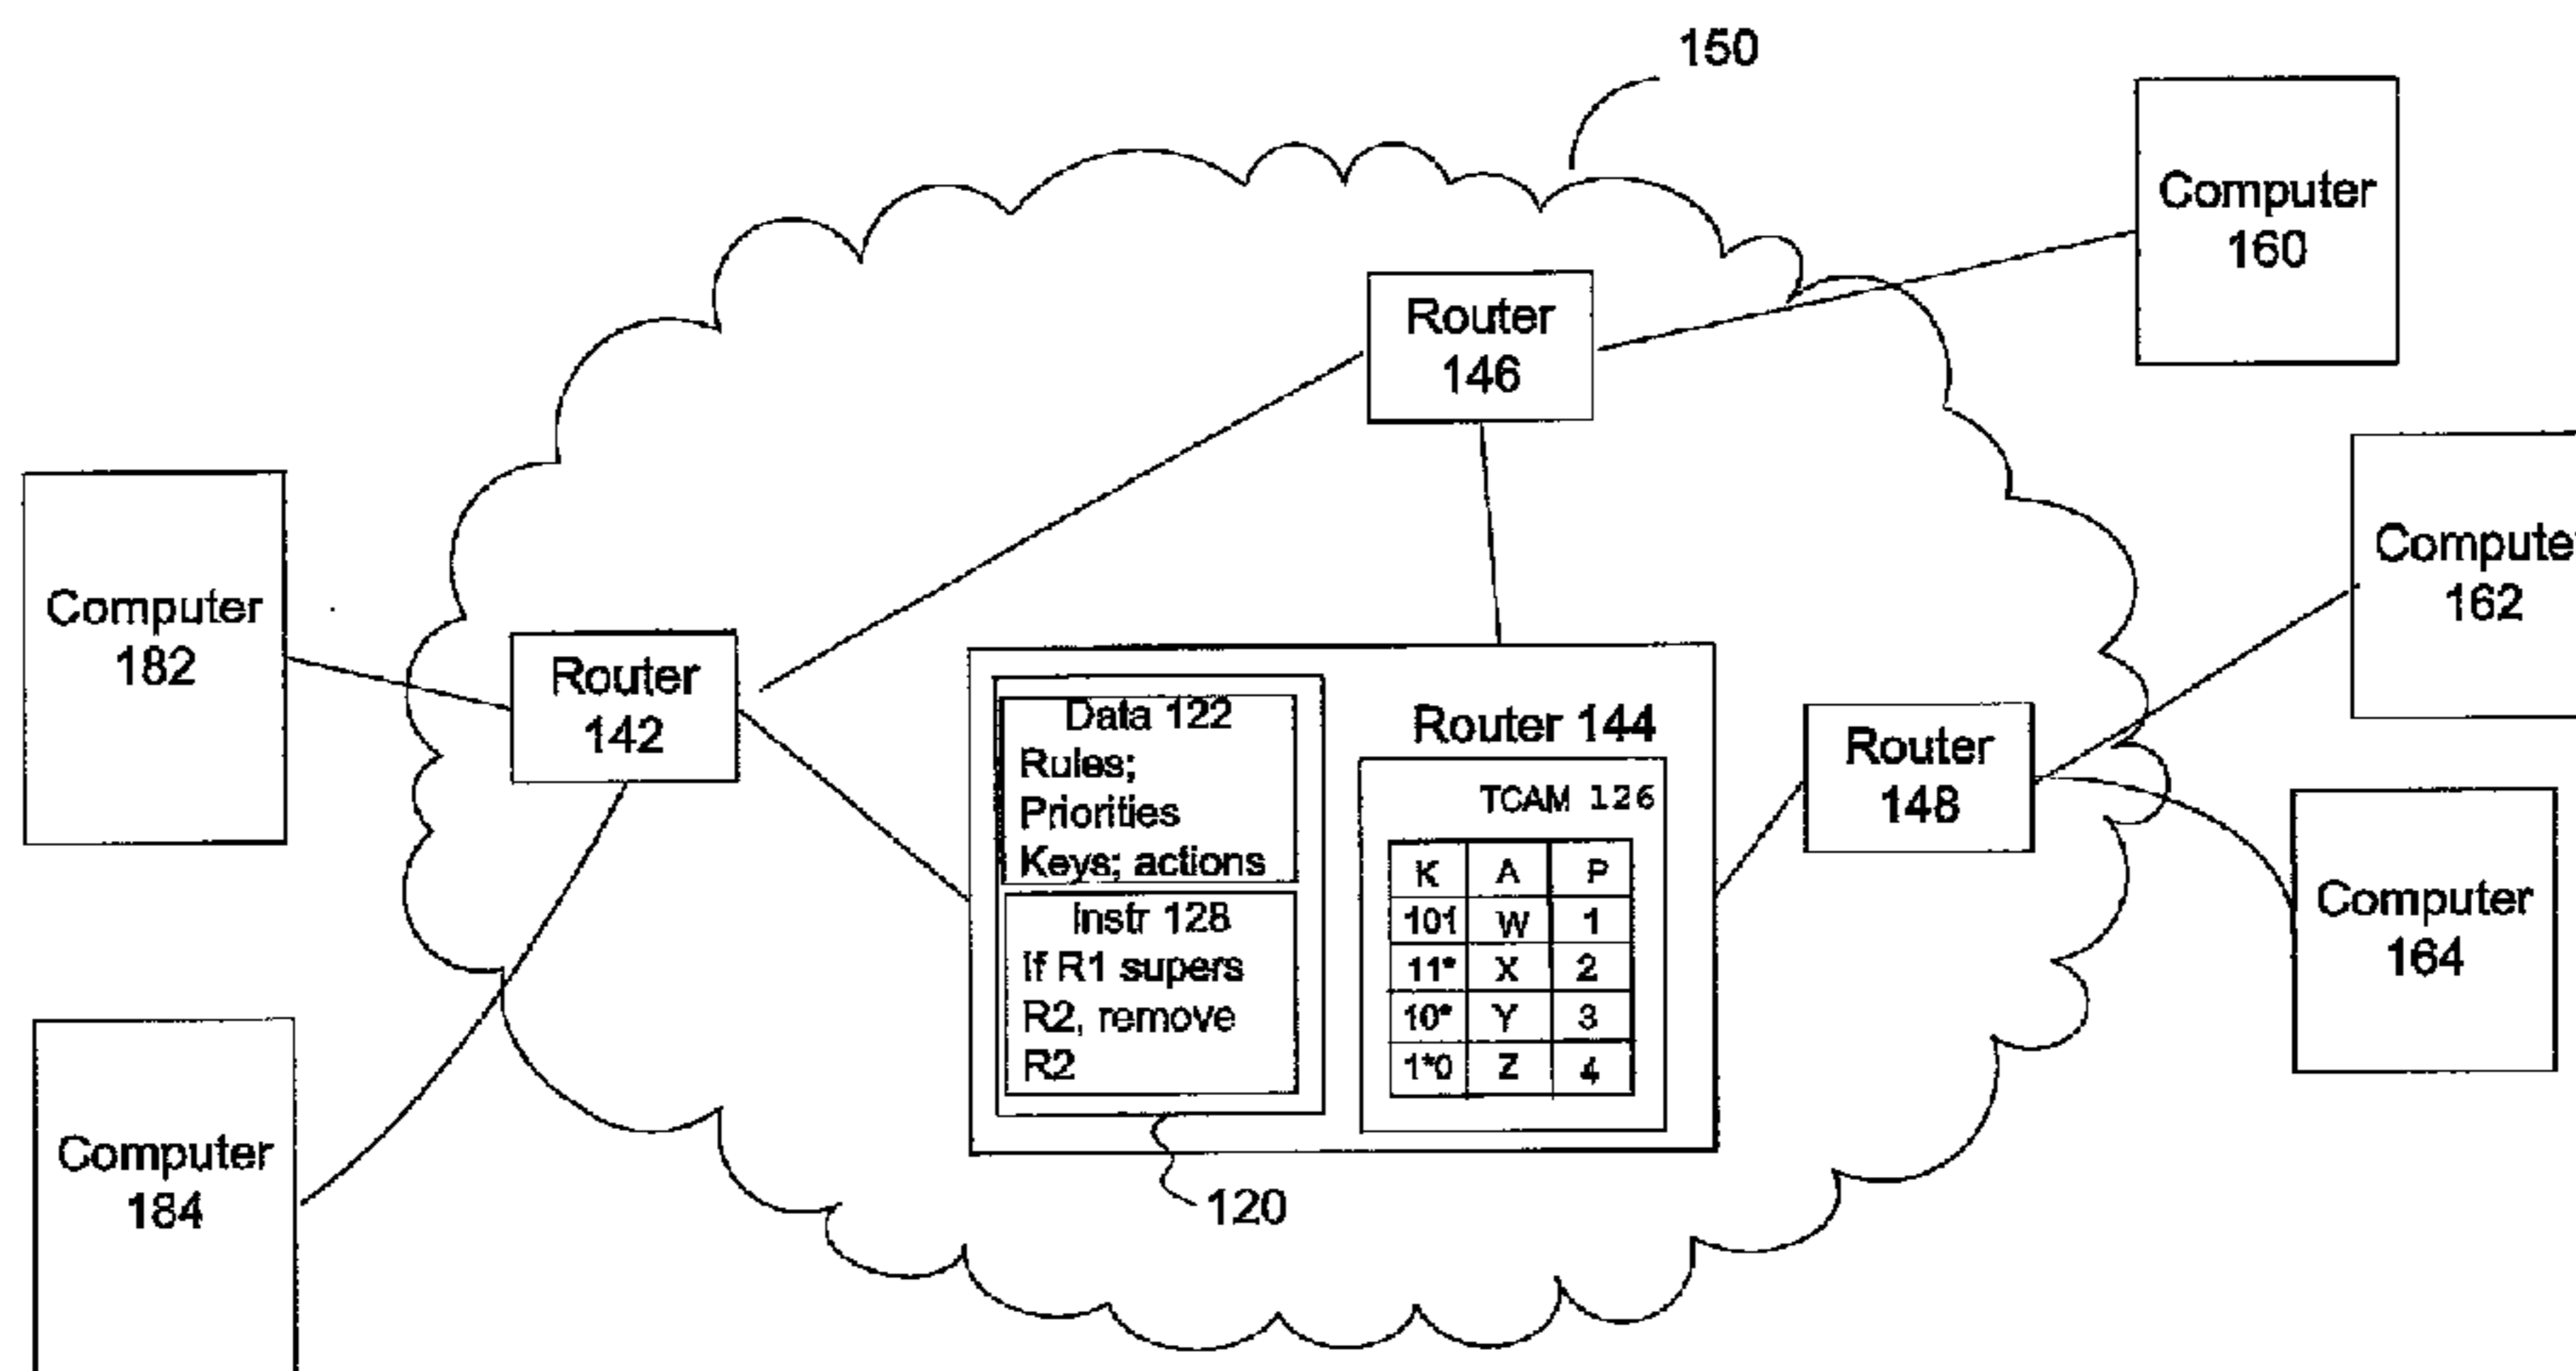 150
Computer
160
Router
146
Computer
162
Computer
182
Router
142
Data 122
Rules;
Priorities
Keys; actions
Instr 128
If R1 supers
R2, remove
R2
Router 144
TCAM 126
K A P
101 W 1
11* X 2
10* Y 3
1*0 Z 4
Router
148
Computer
164
Computer
184
120